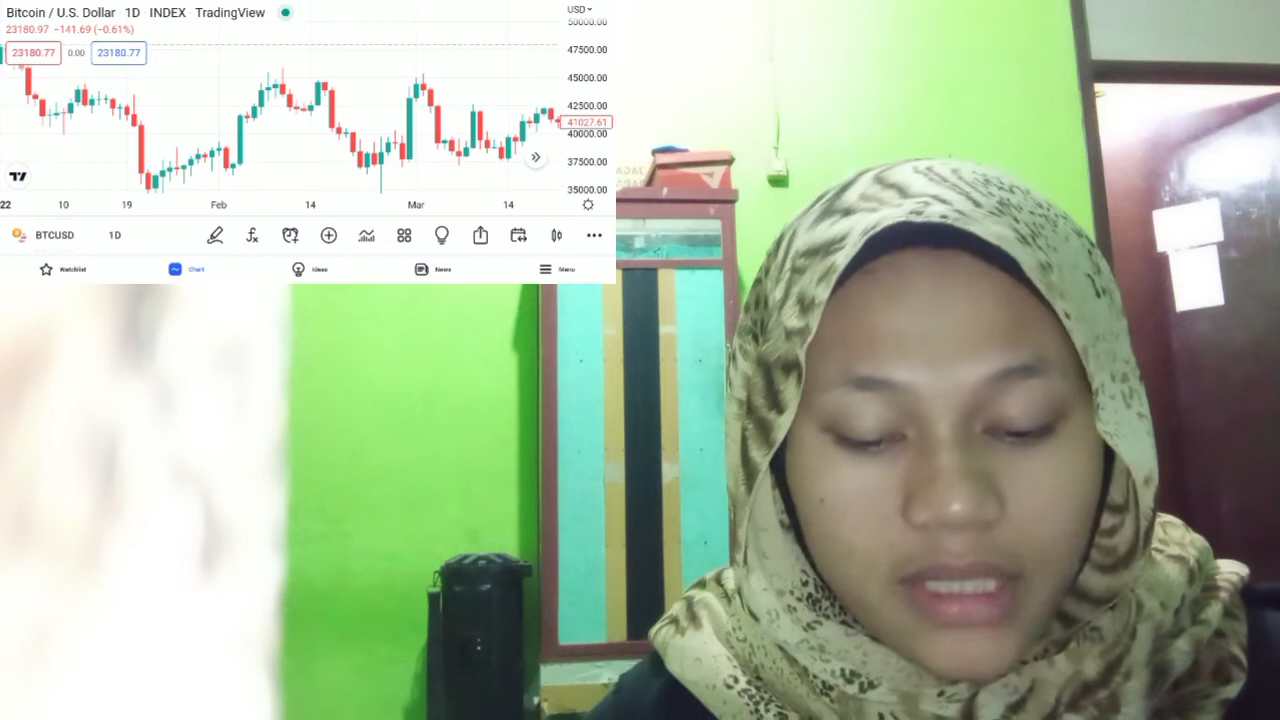 Bitcoin / U.S. Dollar · 1D · INDEX · TradingView
USD
23180.97 −141.69 (−0.61%)
23180.77 0.00 23180.77
50000.00
47500.00
45000.00
42500.00
41027.61
40000.00
37500.00
35000.00
22 10 19 Feb 14 Mar 14
BTCUSD 1D
Watchlist Chart Ideas News Menu